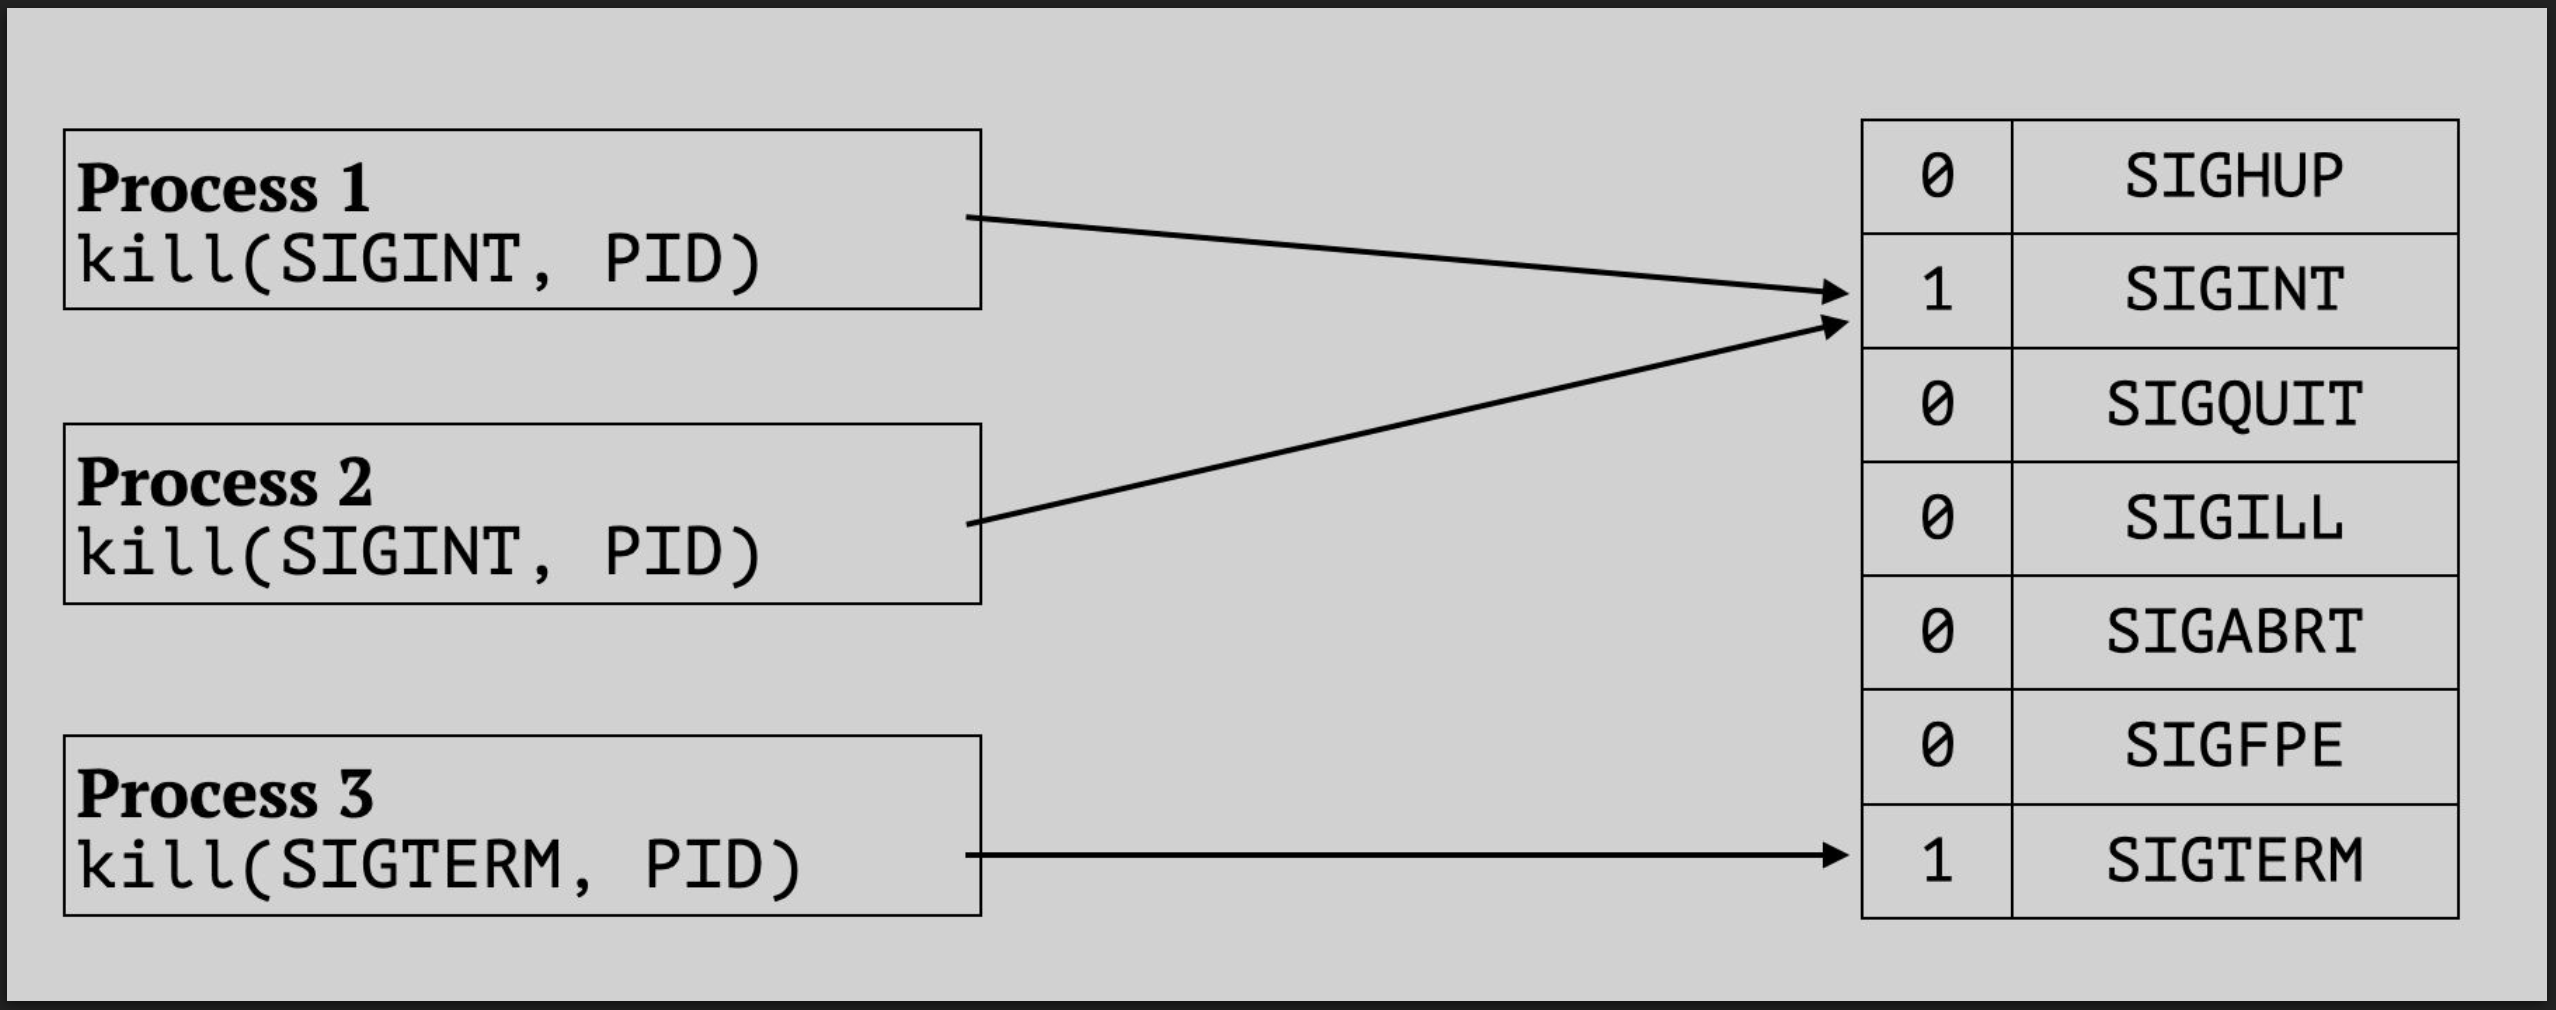 Process 1
kill(SIGINT, PID)
Process 2
kill(SIGINT, PID)
Process 3
kill(SIGTERM, PID)
0 SIGHUP
1 SIGINT
0 SIGQUIT
0 SIGILL
0 SIGABRT
0 SIGFPE
1 SIGTERM